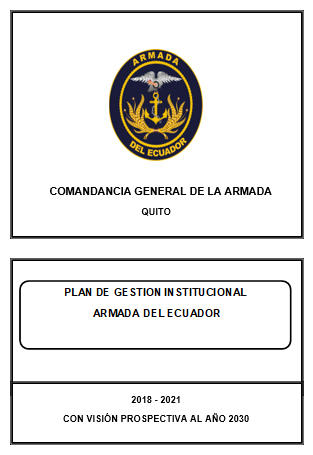 ARMADA
DEL ECUADOR
COMANDANCIA GENERAL DE LA ARMADA
QUITO
PLAN DE GESTION INSTITUCIONAL
ARMADA DEL ECUADOR
2018 - 2021
CON VISIÓN PROSPECTIVA AL AÑO 2030